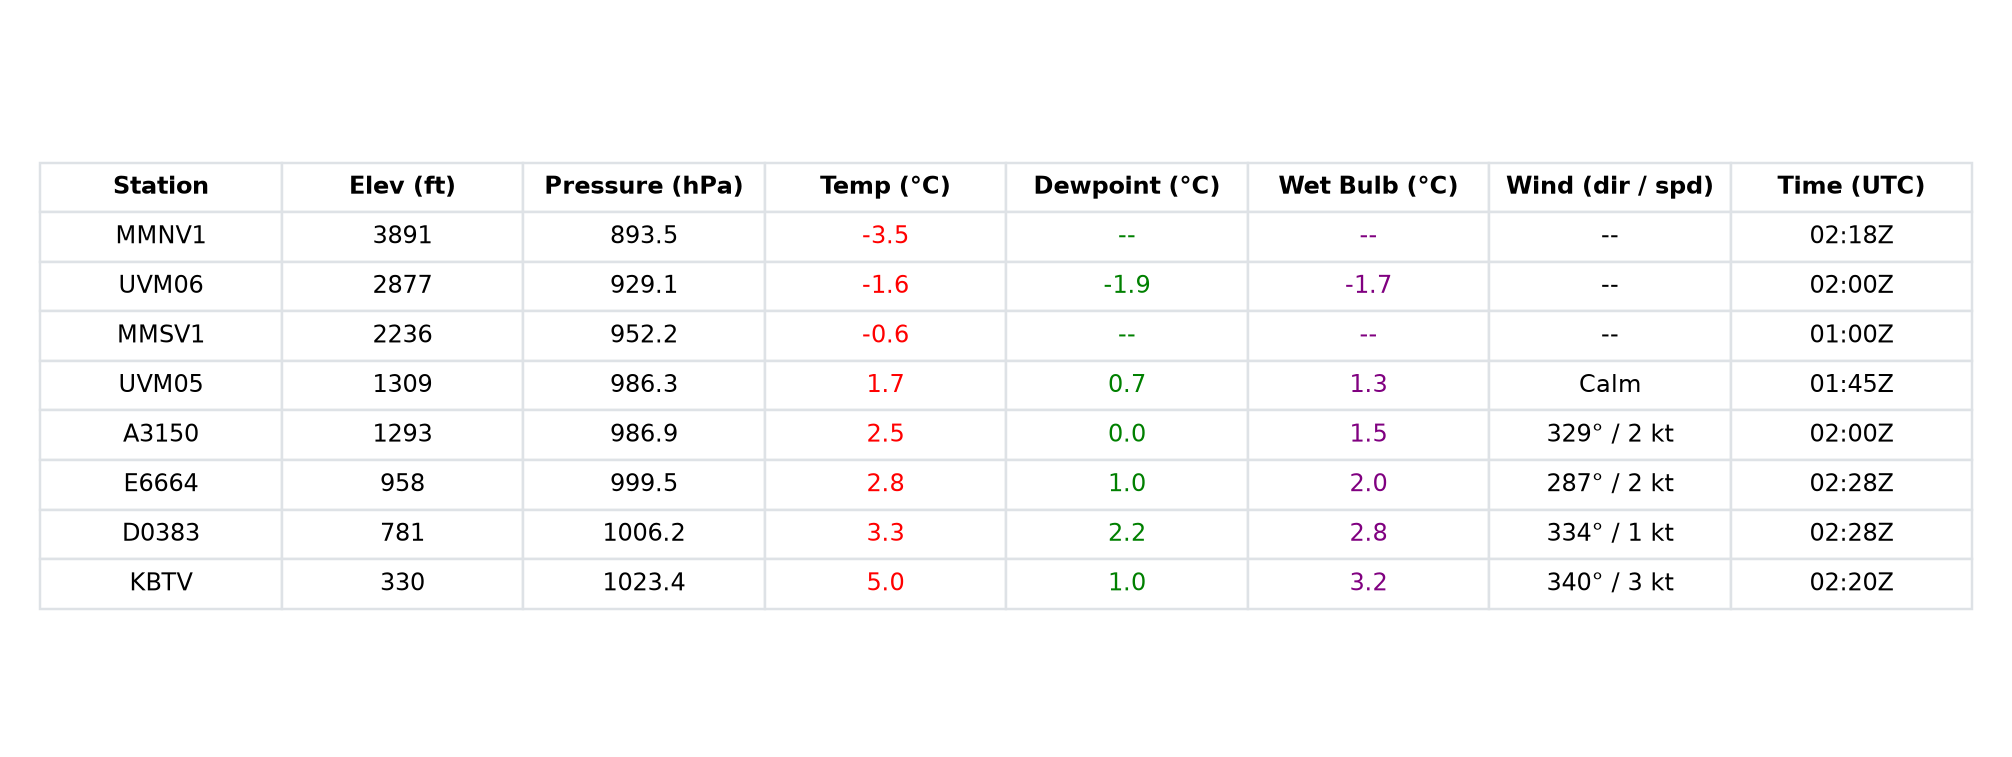 Station Elev (ft) Pressure (hPa) Temp (°C) Dewpoint (°C) Wet Bulb (°C) Wind (dir / spd) Time (UTC)
MMNV1 3891 893.5 -3.5 -- -- -- 02:18Z
UVM06 2877 929.1 -1.6 -1.9 -1.7 -- 02:00Z
MMSV1 2236 952.2 -0.6 -- -- -- 01:00Z
UVM05 1309 986.3 1.7 0.7 1.3 Calm 01:45Z
A3150 1293 986.9 2.5 0.0 1.5 329° / 2 kt 02:00Z
E6664 958 999.5 2.8 1.0 2.0 287° / 2 kt 02:28Z
D0383 781 1006.2 3.3 2.2 2.8 334° / 1 kt 02:28Z
KBTV 330 1023.4 5.0 1.0 3.2 340° / 3 kt 02:20Z